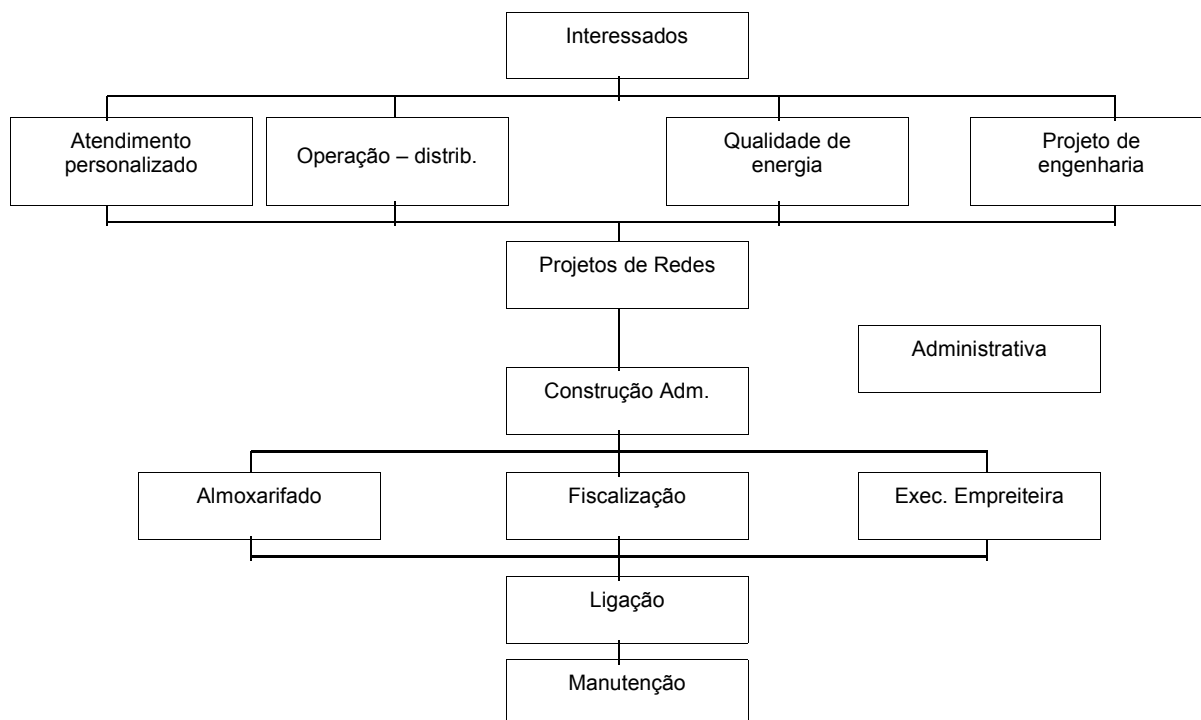 Interessados
Atendimento
personalizado
Operação – distrib.
Qualidade de
energia
Projeto de
engenharia
Projetos de Redes
Administrativa
Construção Adm.
Almoxarifado
Fiscalização
Exec. Empreiteira
Ligação
Manutenção